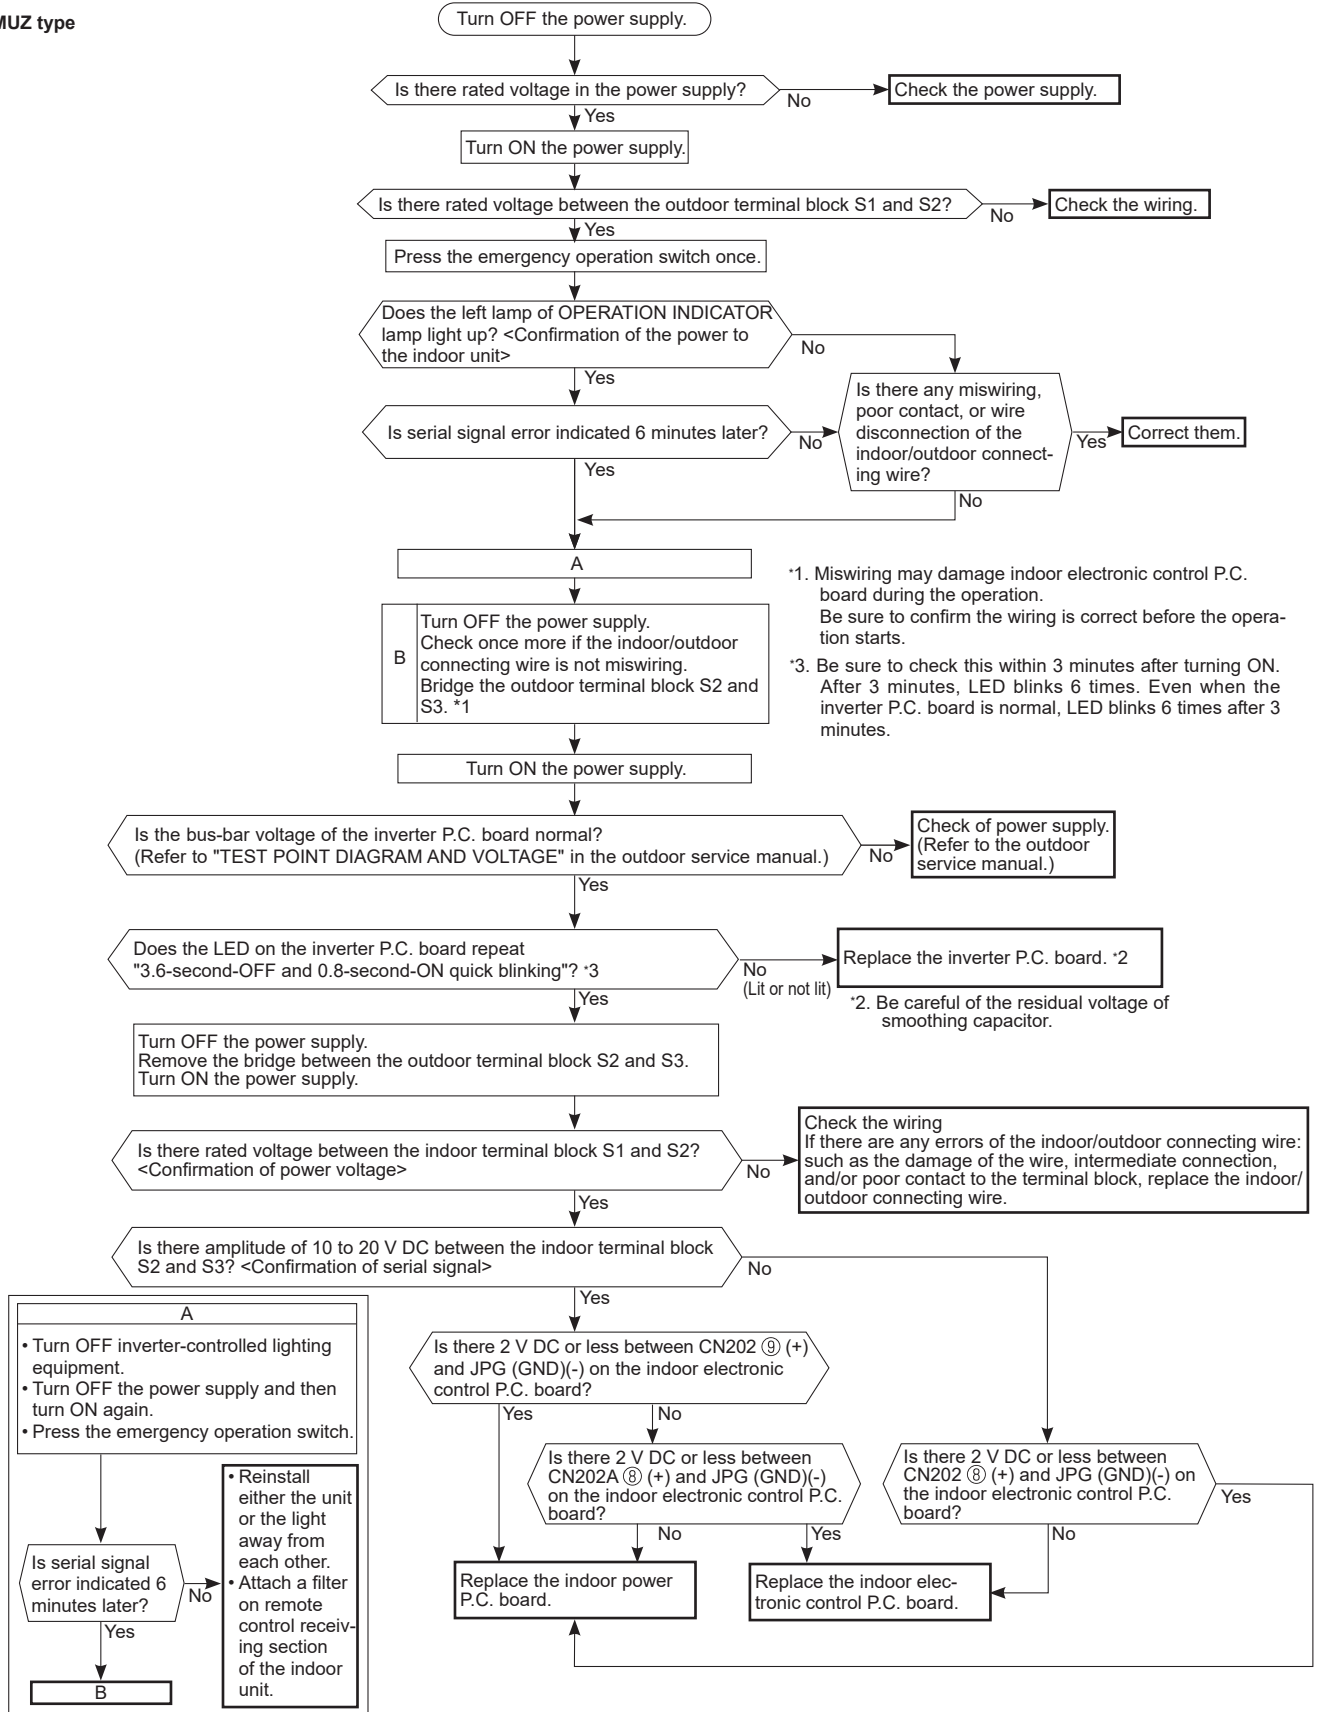 MUZ type
Turn OFF the power supply.
Is there rated voltage in the power supply?
No
Check the power supply.
Yes
Turn ON the power supply.
Is there rated voltage between the outdoor terminal block S1 and S2?
No
Check the wiring.
Yes
Press the emergency operation switch once.
Does the left lamp of OPERATION INDICATOR
lamp light up? <Confirmation of the power to
the indoor unit>
No
Yes
Is serial signal error indicated 6 minutes later?
No
Is there any miswiring,
poor contact, or wire
disconnection of the
indoor/outdoor connect-
ing wire?
Yes
Correct them.
Yes
No
A
B
Turn OFF the power supply.
Check once more if the indoor/outdoor
connecting wire is not miswiring.
Bridge the outdoor terminal block S2 and
S3. *1
*1. Miswiring may damage indoor electronic control P.C.
board during the operation.
Be sure to confirm the wiring is correct before the opera-
tion starts.
*3. Be sure to check this within 3 minutes after turning ON.
After 3 minutes, LED blinks 6 times. Even when the
inverter P.C. board is normal, LED blinks 6 times after 3
minutes.
Turn ON the power supply.
Is the bus-bar voltage of the inverter P.C. board normal?
(Refer to "TEST POINT DIAGRAM AND VOLTAGE" in the outdoor service manual.)
No
Check of power supply.
(Refer to the outdoor
service manual.)
Yes
Does the LED on the inverter P.C. board repeat
"3.6-second-OFF and 0.8-second-ON quick blinking"? *3
No
(Lit or not lit)
Replace the inverter P.C. board. *2
*2. Be careful of the residual voltage of
smoothing capacitor.
Yes
Turn OFF the power supply.
Remove the bridge between the outdoor terminal block S2 and S3.
Turn ON the power supply.
Is there rated voltage between the indoor terminal block S1 and S2?
<Confirmation of power voltage>
No
Check the wiring
If there are any errors of the indoor/outdoor connecting wire:
such as the damage of the wire, intermediate connection,
and/or poor contact to the terminal block, replace the indoor/
outdoor connecting wire.
Yes
Is there amplitude of 10 to 20 V DC between the indoor terminal block
S2 and S3? <Confirmation of serial signal>
No
Yes
Is there 2 V DC or less between CN202 ⑨ (+)
and JPG (GND)(-) on the indoor electronic
control P.C. board?
Yes
No
Is there 2 V DC or less between
CN202A ⑧ (+) and JPG (GND)(-)
on the indoor electronic control P.C.
board?
No
Yes
Is there 2 V DC or less between
CN202 ⑧ (+) and JPG (GND)(-) on
the indoor electronic control P.C.
board?
Yes
No
Replace the indoor power
P.C. board.
Replace the indoor elec-
tronic control P.C. board.
A
• Turn OFF inverter-controlled lighting
equipment.
• Turn OFF the power supply and then
turn ON again.
• Press the emergency operation switch.
Is serial signal
error indicated 6
minutes later?
No
• Reinstall
either the unit
or the light
away from
each other.
• Attach a filter
on remote
control receiv-
ing section
of the indoor
unit.
Yes
B